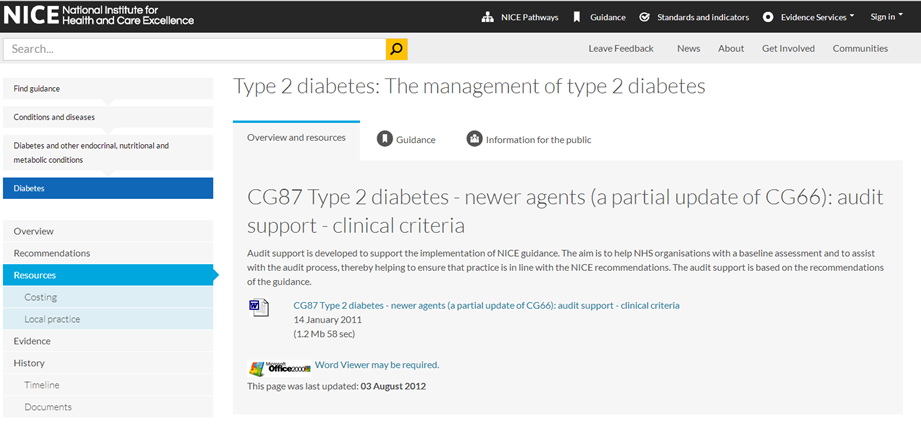 NICE National Institute for
Health and Care Excellence
NICE Pathways
Guidance
Standards and indicators
Evidence Services
Sign in
Search...
Leave Feedback
News
About
Get Involved
Communities
Find guidance
Conditions and diseases
Diabetes and other endocrinal, nutritional and
metabolic conditions
Diabetes
Overview
Recommendations
Resources
Costing
Local practice
Evidence
History
Timeline
Documents
Type 2 diabetes: The management of type 2 diabetes
Overview and resources
Guidance
Information for the public
CG87 Type 2 diabetes - newer agents (a partial update of CG66): audit
support - clinical criteria
Audit support is developed to support the implementation of NICE guidance. The aim is to help NHS organisations with a baseline assessment and to assist
with the audit process, thereby helping to ensure that practice is in line with the NICE recommendations. The audit support is based on the recommendations
of the guidance.
W
CG87 Type 2 diabetes - newer agents (a partial update of CG66): audit support - clinical criteria
14 January 2011
(1.2 Mb 58 sec)
Microsoft
Office2000
Word Viewer may be required.
This page was last updated: 03 August 2012